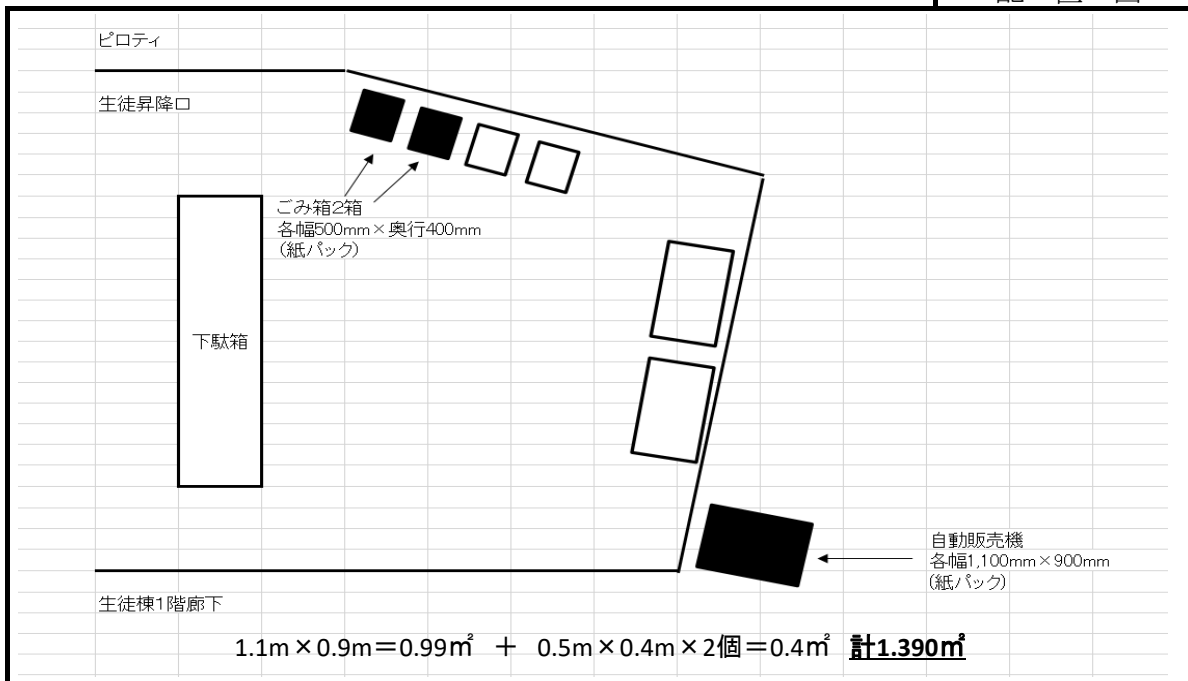 ピロティ
生徒昇降口
ごみ箱2箱
各幅500mm×奥行400mm
(紙パック)
下駄箱
自動販売機
各幅1,100mm×900mm
(紙パック)
生徒棟1階廊下
1.1m×0.9m=0.99㎡ + 0.5m×0.4m×2個=0.4㎡ 計1.390㎡